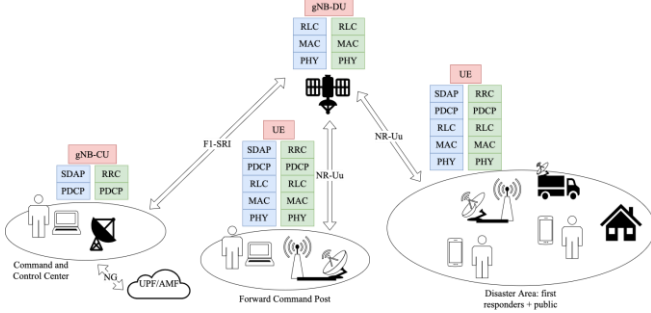 gNB-DU
RLC RLC
MAC MAC
PHY PHY
UE
SDAP RRC
PDCP PDCP
RLC RLC
MAC MAC
PHY PHY
F1-SRI
NR-Uu
UE
SDAP RRC
PDCP PDCP
RLC RLC
MAC MAC
PHY PHY
NR-Uu
gNB-CU
SDAP RRC
PDCP PDCP
Command and
Control Center
NG
UPF/AMF
Forward Command Post
Disaster Area: first
responders + public